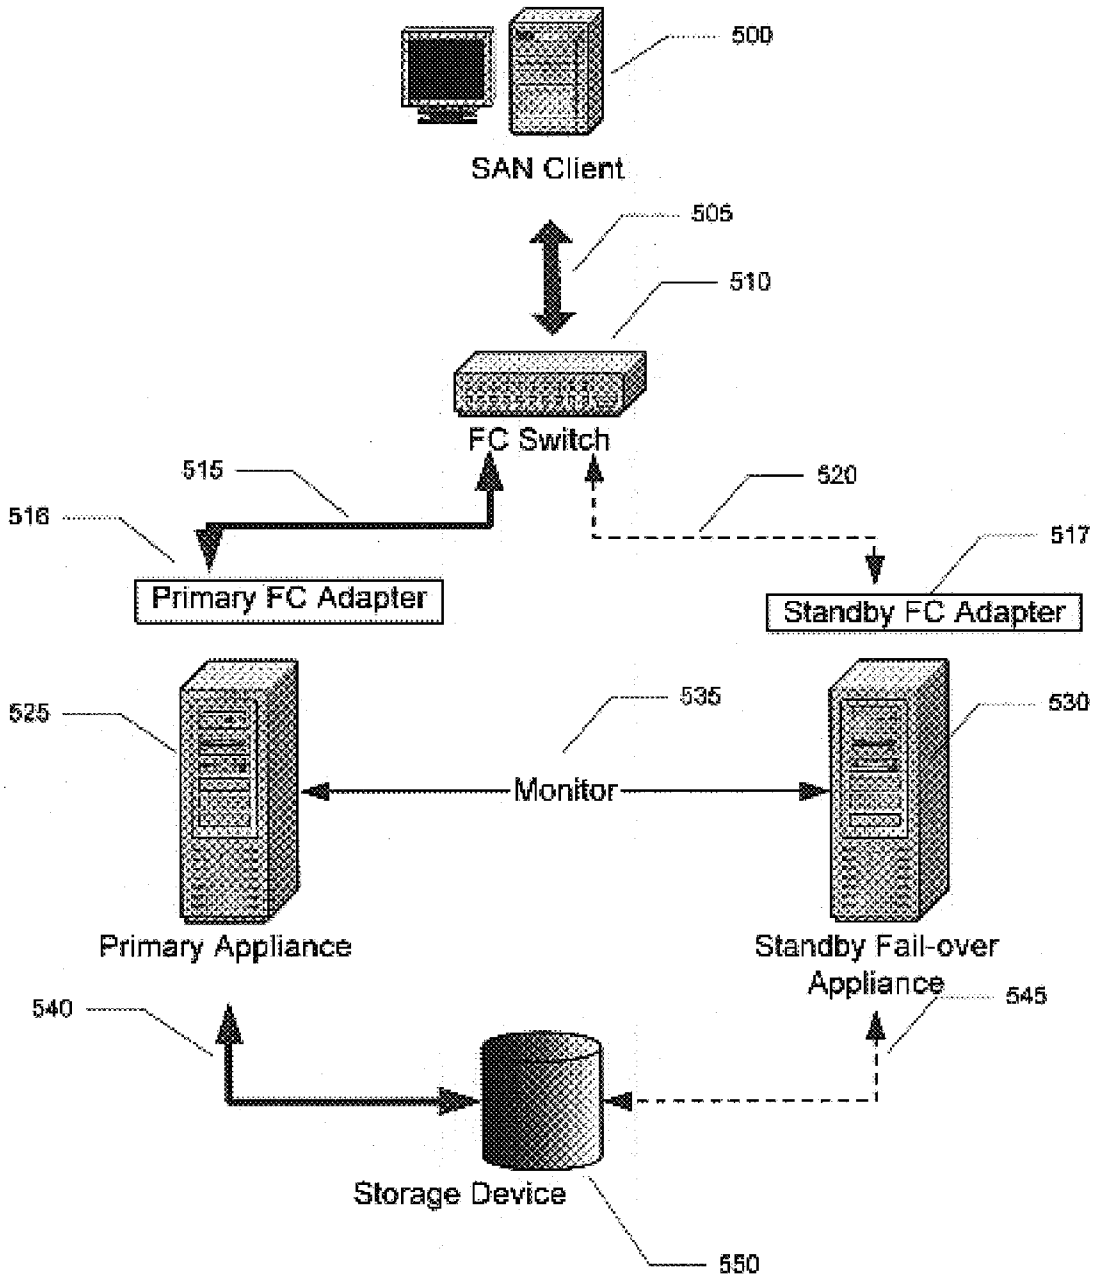 500
SAN Client
505
510
FC Switch
515
520
516
517
Primary FC Adapter
Standby FC Adapter
525
535
530
Monitor
Primary Appliance
Standby Fail-over
Appliance
540
545
Storage Device
550